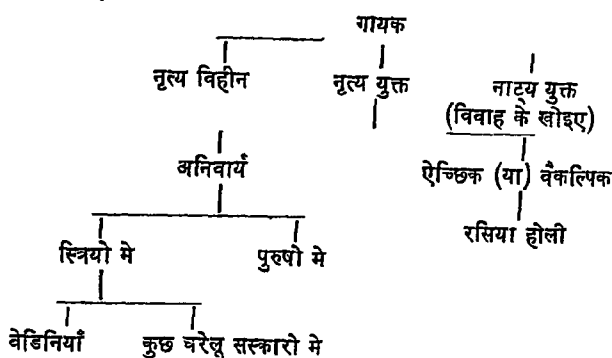 गायक
नृत्य विहीन नृत्य युक्त नाट्य युक्त
(विवाह के खोइए)
अनिवार्य ऐच्छिक (या) वैकल्पिक
रसिया होली
स्त्रियो मे पुरुषो मे
वेडिनियाँ कुछ घरेलू सस्कारो मे